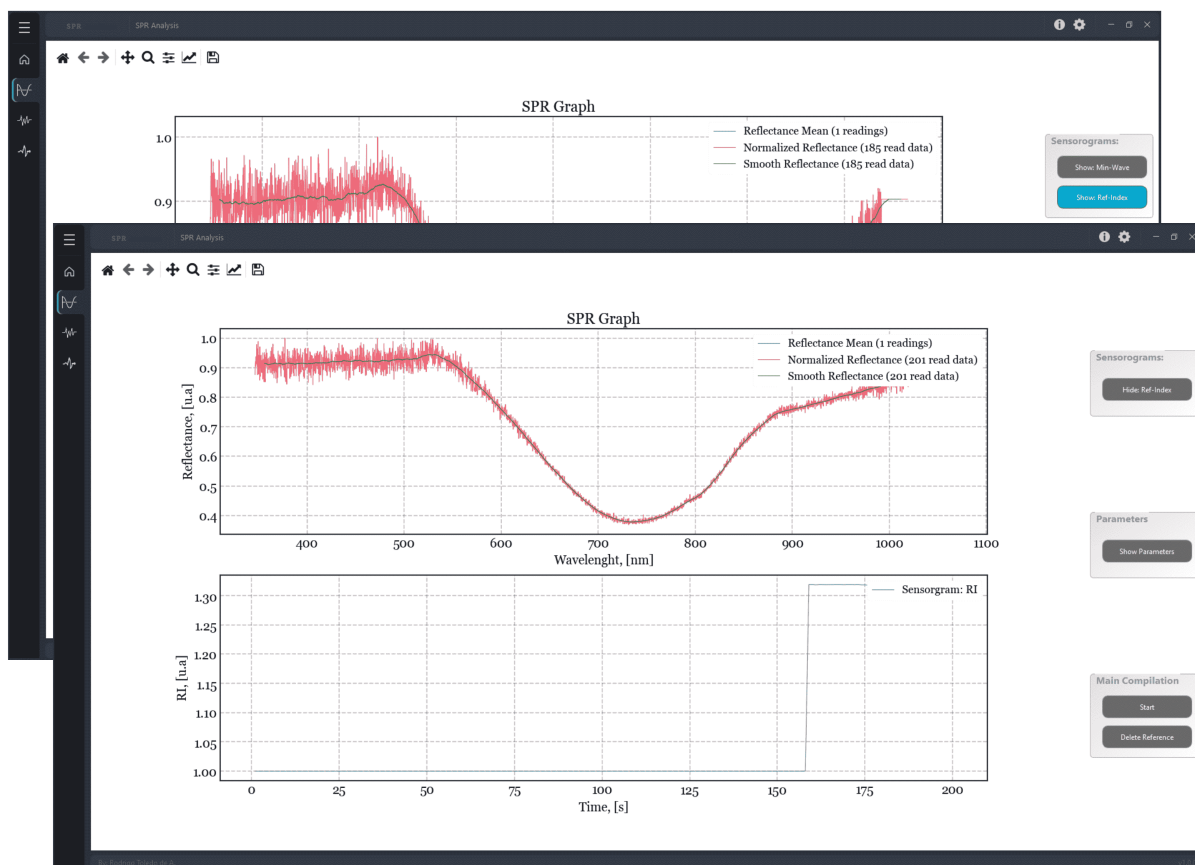 SPR
SPR Analysis
SPR Graph
1.0
0.9
Reflectance Mean (1 readings)
Normalized Reflectance (185 read data)
Smooth Reflectance (185 read data)
Sensorograms:
Show: Min-Wave
Show: Ref-Index
SPR
SPR Analysis
SPR Graph
Reflectance Mean (1 readings)
Normalized Reflectance (201 read data)
Smooth Reflectance (201 read data)
1.0
0.9
0.8
0.7
0.6
0.5
0.4
Reflectance, [u.a]
400 500 600 700 800 900 1000 1100
Wavelenght, [nm]
Sensorgram: RI
1.30
1.25
1.20
1.15
1.10
1.05
1.00
RI, [u.a]
0 25 50 75 100 125 150 175 200
Time, [s]
Sensorograms:
Hide: Ref-Index
Parameters
Show Parameters
Main Compilation
Start
Delete Reference